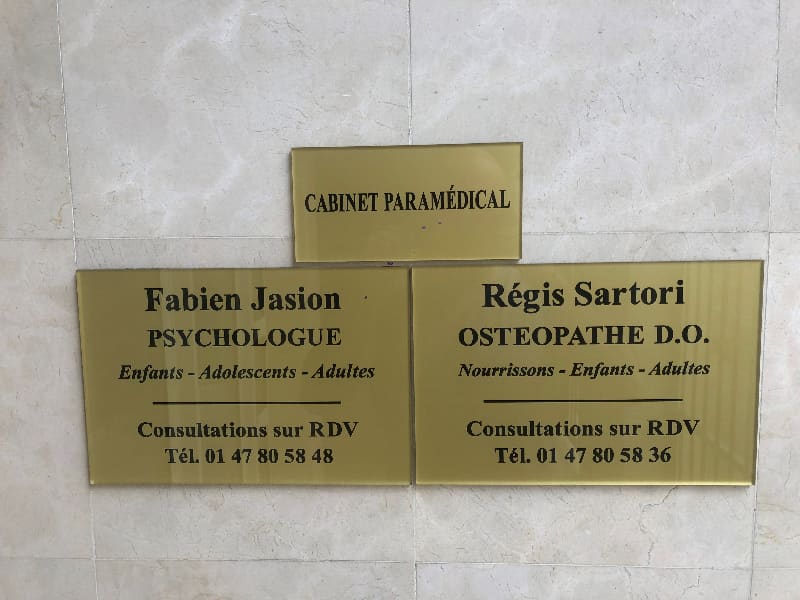 CABINET PARAMÉDICAL
Fabien Jasion
PSYCHOLOGUE
Enfants - Adolescents - Adultes
Consultations sur RDV
Tél. 01 47 80 58 48
Régis Sartori
OSTEOPATHE D.O.
Nourrissons - Enfants - Adultes
Consultations sur RDV
Tél. 01 47 80 58 36